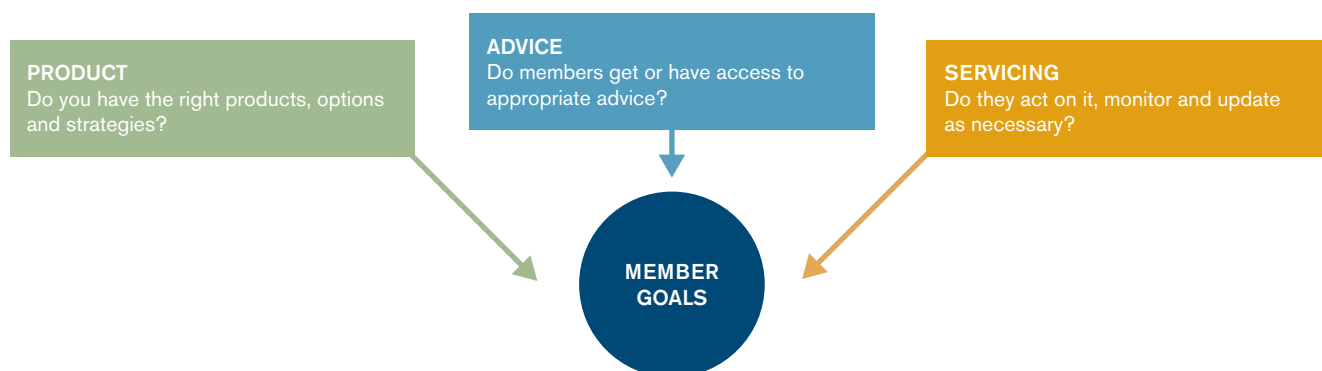 PRODUCT
Do you have the right products, options
and strategies?
ADVICE
Do members get or have access to
appropriate advice?
SERVICING
Do they act on it, monitor and update
as necessary?
MEMBER
GOALS